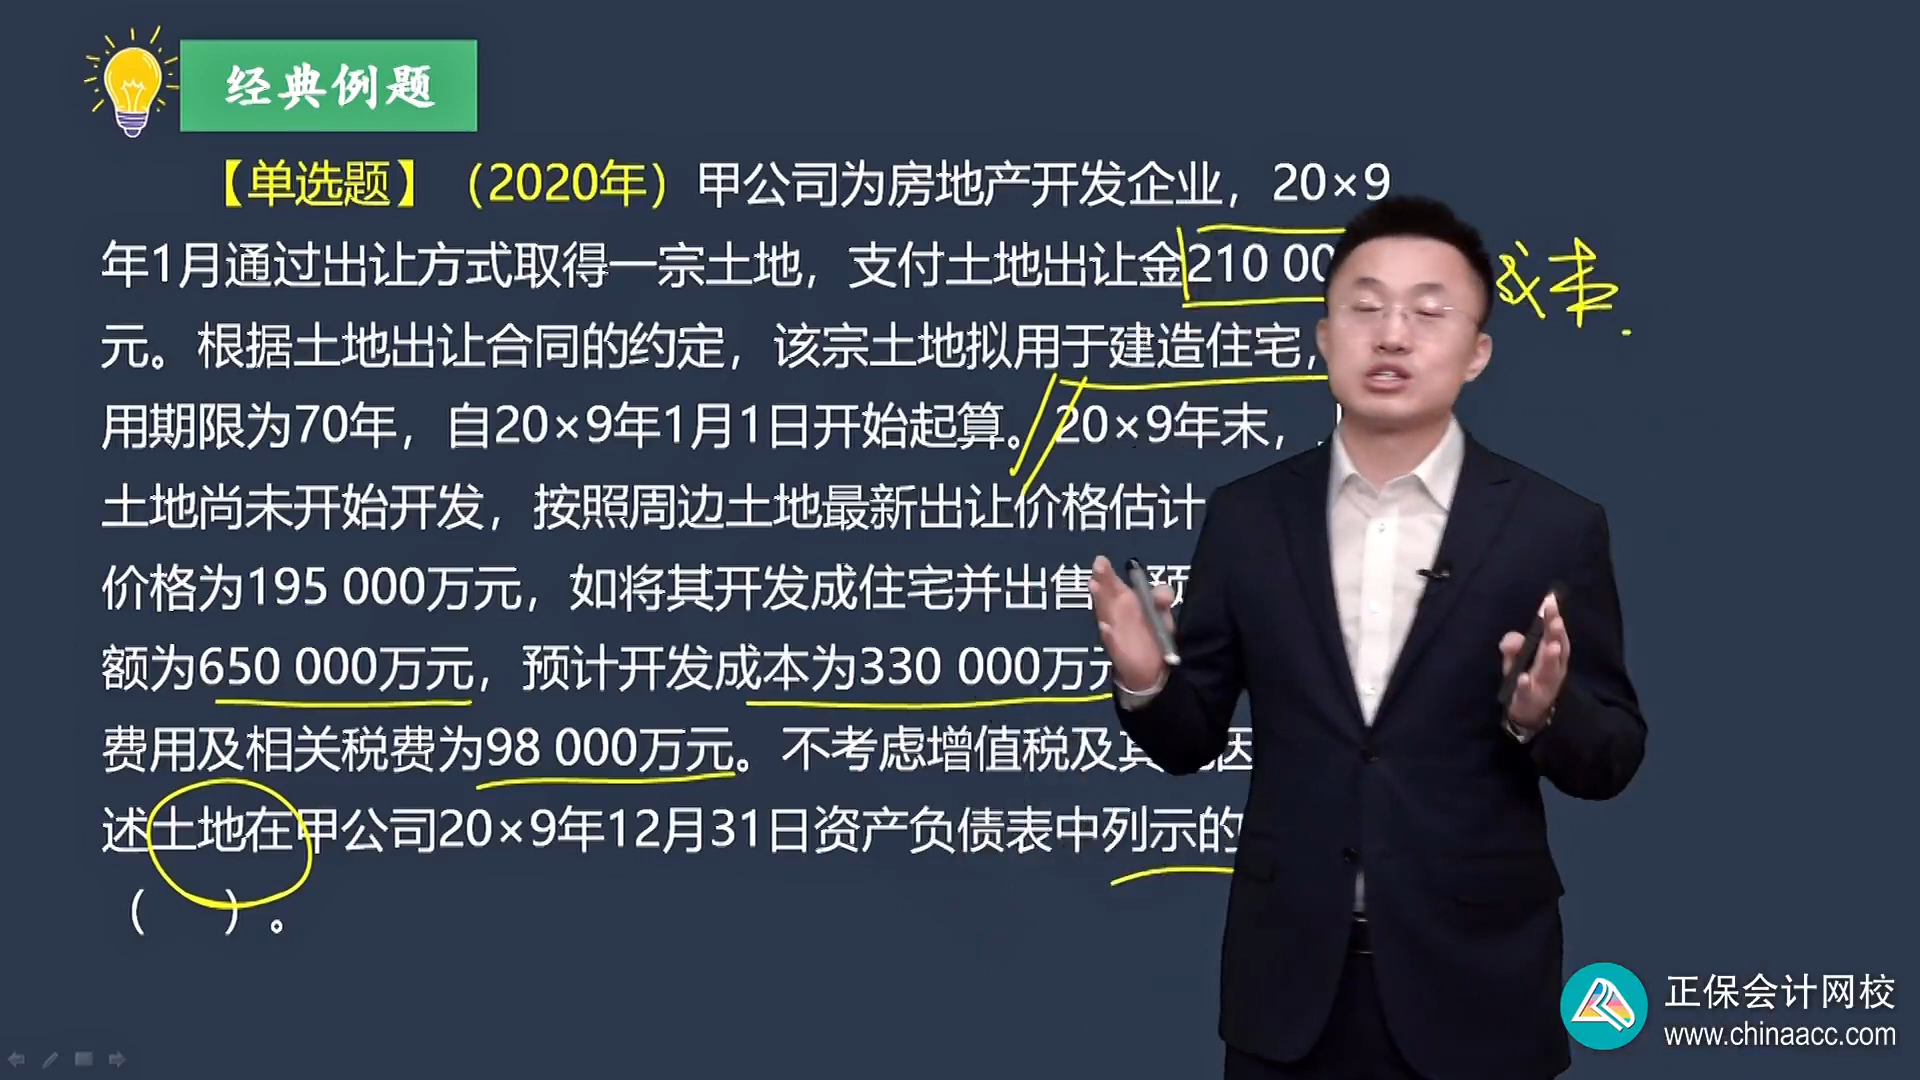 经典例题
【单选题】（2020年）甲公司为房地产开发企业，20×9
年1月通过出让方式取得一宗土地，支付土地出让金210 00
成本.
元。根据土地出让合同的约定，该宗土地拟用于建造住宅，
用期限为70年，自20×9年1月1日开始起算。20×9年末，
土地尚未开始开发，按照周边土地最新出让价格估计
价格为195 000万元，如将其开发成住宅并出售
额为650 000万元，预计开发成本为330 000万元
费用及相关税费为98 000万元。不考虑增值税及其 因
述土地在甲公司20×9年12月31日资产负债表中列示的
（ ）。
正保会计网校
www.chinaacc.com